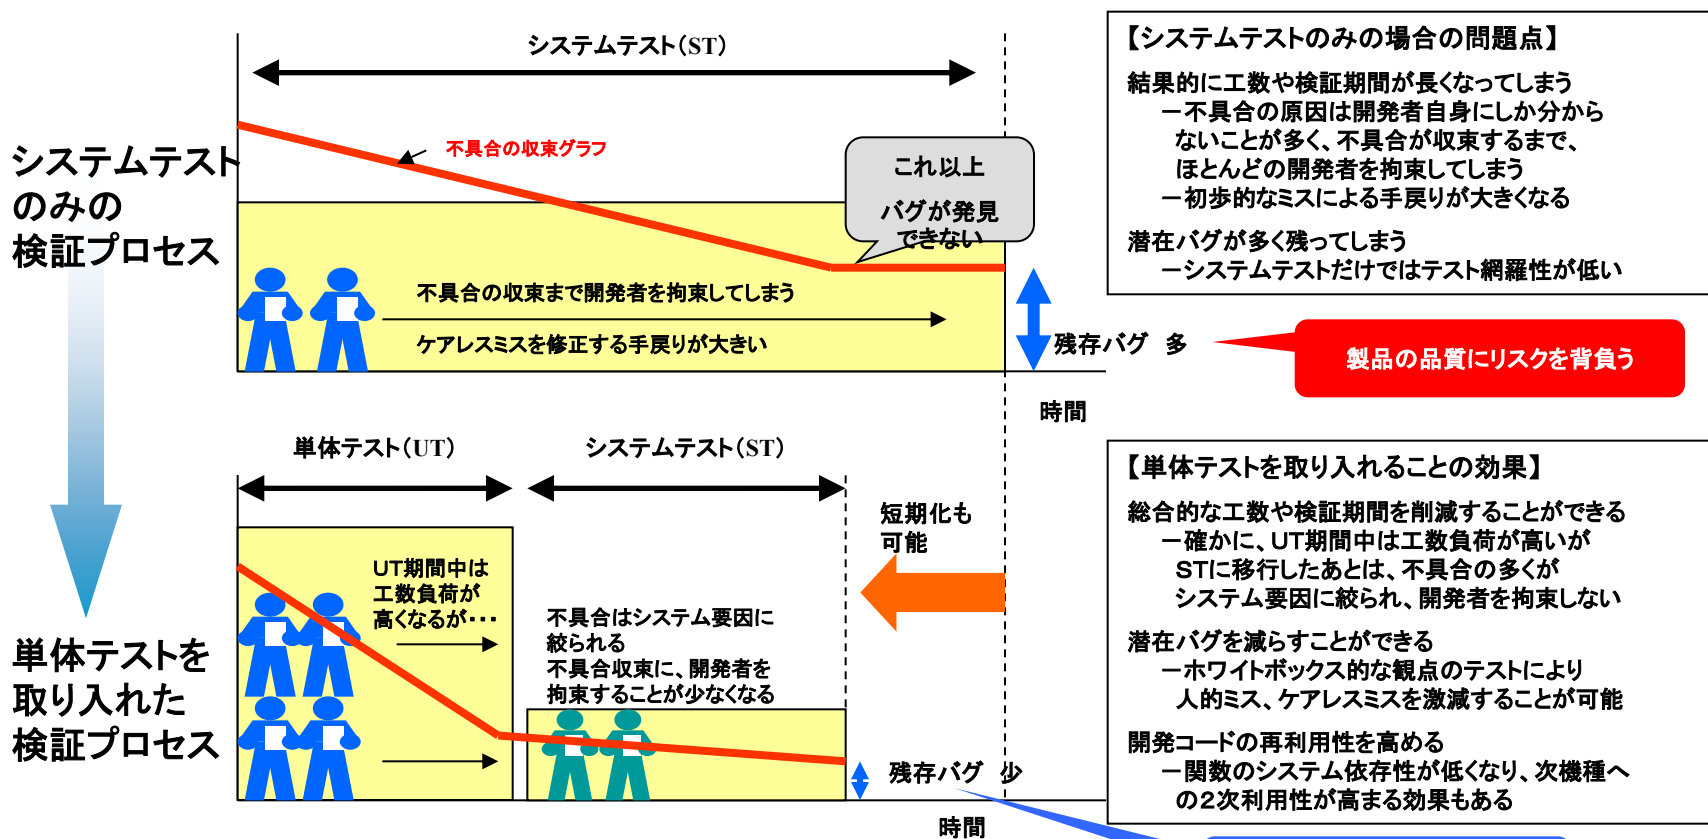 システムテスト（ST）
システムテスト
のみの
検証プロセス
不具合の収束グラフ
これ以上
バグが発見
できない
不具合の収束まで開発者を拘束してしまう
ケアレスミスを修正する手戻りが大きい
残存バグ 多
時間
【システムテストのみの場合の問題点】
結果的に工数や検証期間が長くなってしまう
－不具合の原因は開発者自身にしか分から
ないことが多く、不具合が収束するまで、
ほとんどの開発者を拘束してしまう
－初歩的なミスによる手戻りが大きくなる
潜在バグが多く残ってしまう
－システムテストだけではテスト網羅性が低い
製品の品質にリスクを背負う
単体テスト（UT）
システムテスト（ST）
単体テストを
取り入れた
検証プロセス
UT期間中は
工数負荷が
高くなるが・・・
不具合はシステム要因に
絞られる
不具合収束に、開発者を
拘束することが少なくなる
短期化も
可能
残存バグ 少
時間
【単体テストを取り入れることの効果】
総合的な工数や検証期間を削減することができる
－確かに、UT期間中は工数負荷が高いが
STに移行したあとは、不具合の多くが
システム要因に絞られ、開発者を拘束しない
潜在バグを減らすことができる
－ホワイトボックス的な観点のテストにより
人的ミス、ケアレスミスを激減することが可能
開発コードの再利用性を高める
－関数のシステム依存性が低くなり、次機種へ
の２次利用性が高まる効果もある